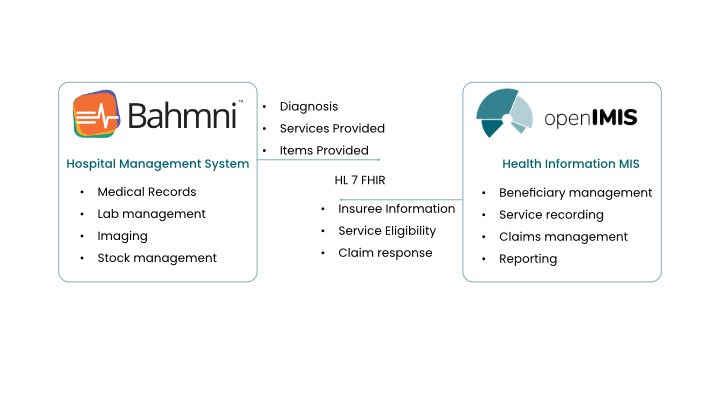 Bahmni™
Hospital Management System
• Medical Records
• Lab management
• Imaging
• Stock management
• Diagnosis
• Services Provided
• Items Provided
HL 7 FHIR
• Insuree Information
• Service Eligibility
• Claim response
openIMIS
Health Information MIS
• Beneficiary management
• Service recording
• Claims management
• Reporting